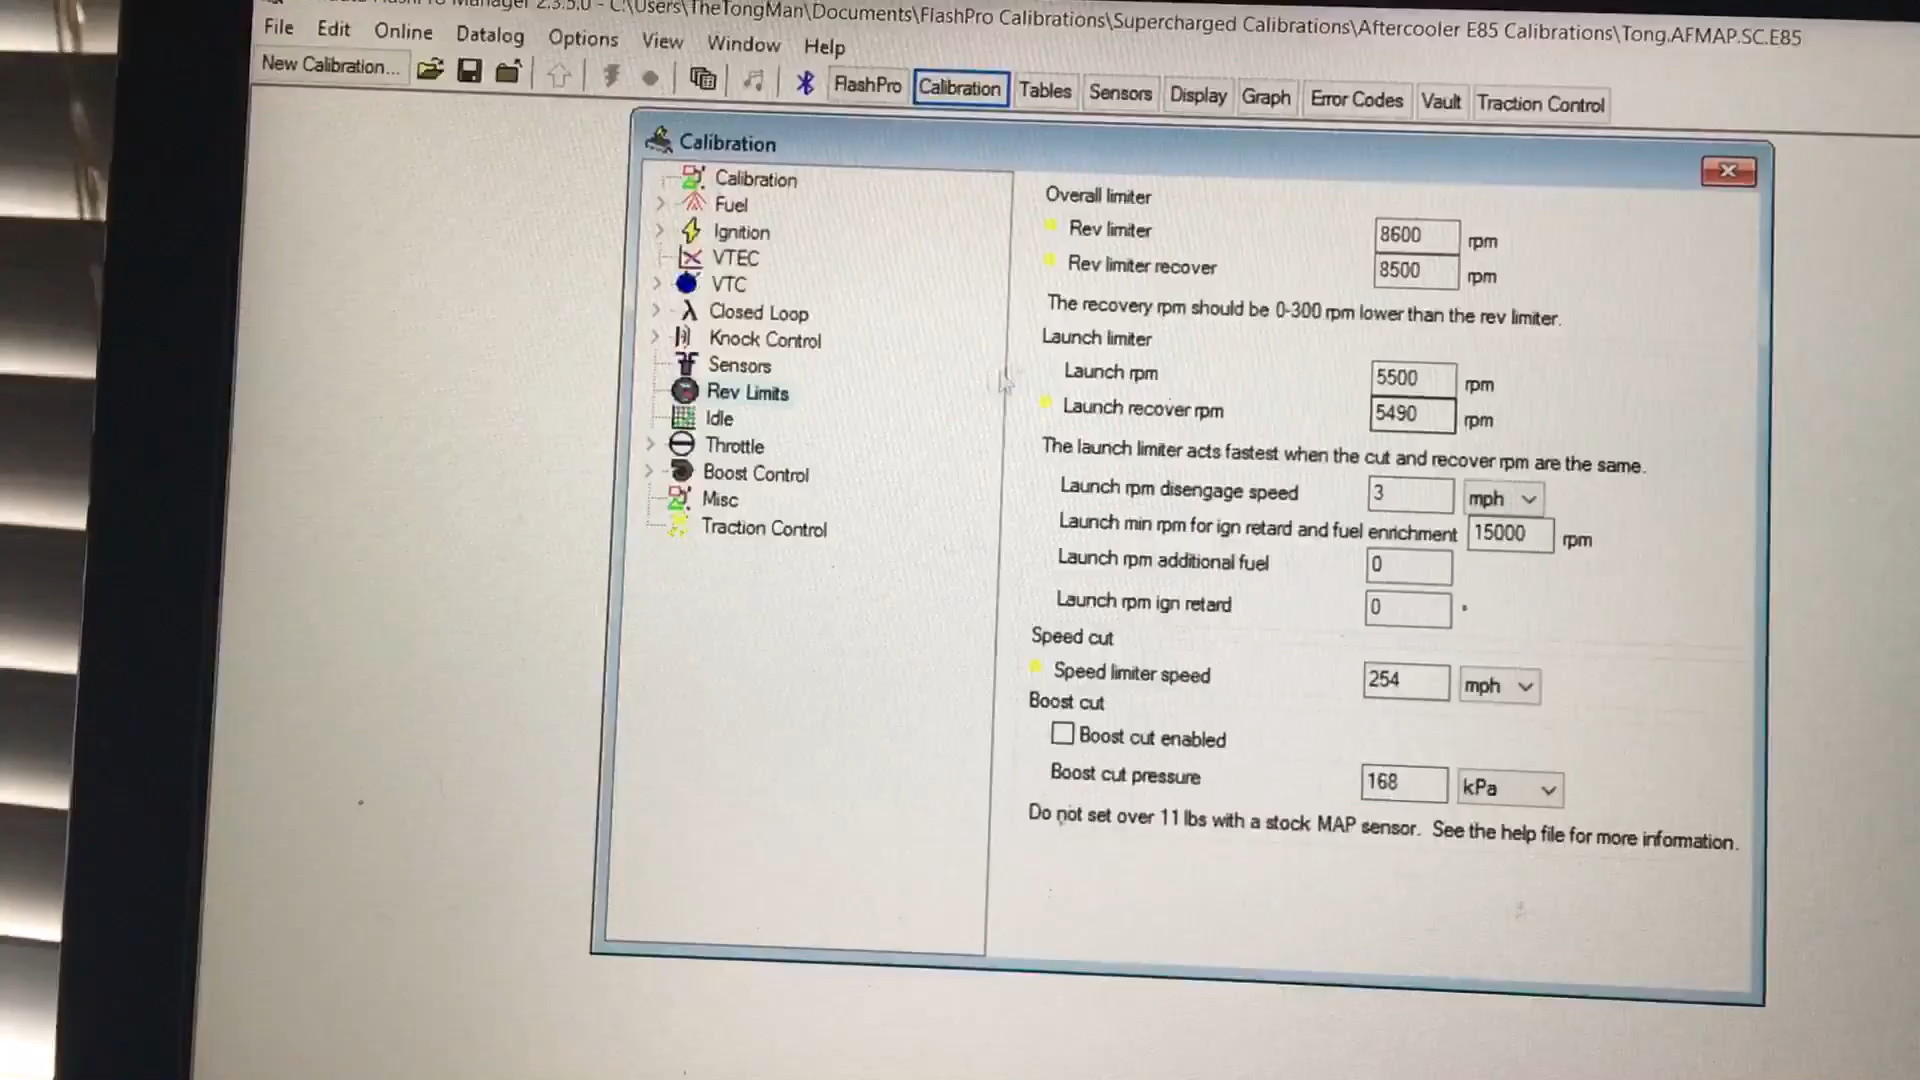 Manager 2.3.5.0 - C:\Users\TheTongMan\Documents\FlashPro Calibrations\Supercharged Calibrations\Aftercooler E85 Calibrations\Tong.AFMAP.SC.E85
File Edit Online Datalog Options View Window Help
New Calibration... FlashPro Calibration Tables Sensors Display Graph Error Codes Vault Traction Control
Calibration
Calibration
Fuel
Ignition
VTEC
VTC
Closed Loop
Knock Control
Sensors
Rev Limits
Idle
Throttle
Boost Control
Misc
Traction Control
Overall limiter
Rev limiter 8600 rpm
Rev limiter recover 8500 rpm
The recovery rpm should be 0-300 rpm lower than the rev limiter.
Launch limiter
Launch rpm 5500 rpm
Launch recover rpm 5490 rpm
The launch limiter acts fastest when the cut and recover rpm are the same.
Launch rpm disengage speed 3 mph
Launch min rpm for ign retard and fuel enrichment 15000 rpm
Launch rpm additional fuel 0
Launch rpm ign retard 0 °
Speed cut
Speed limiter speed 254 mph
Boost cut
Boost cut enabled
Boost cut pressure 168 kPa
Do not set over 11 lbs with a stock MAP sensor. See the help file for more information.